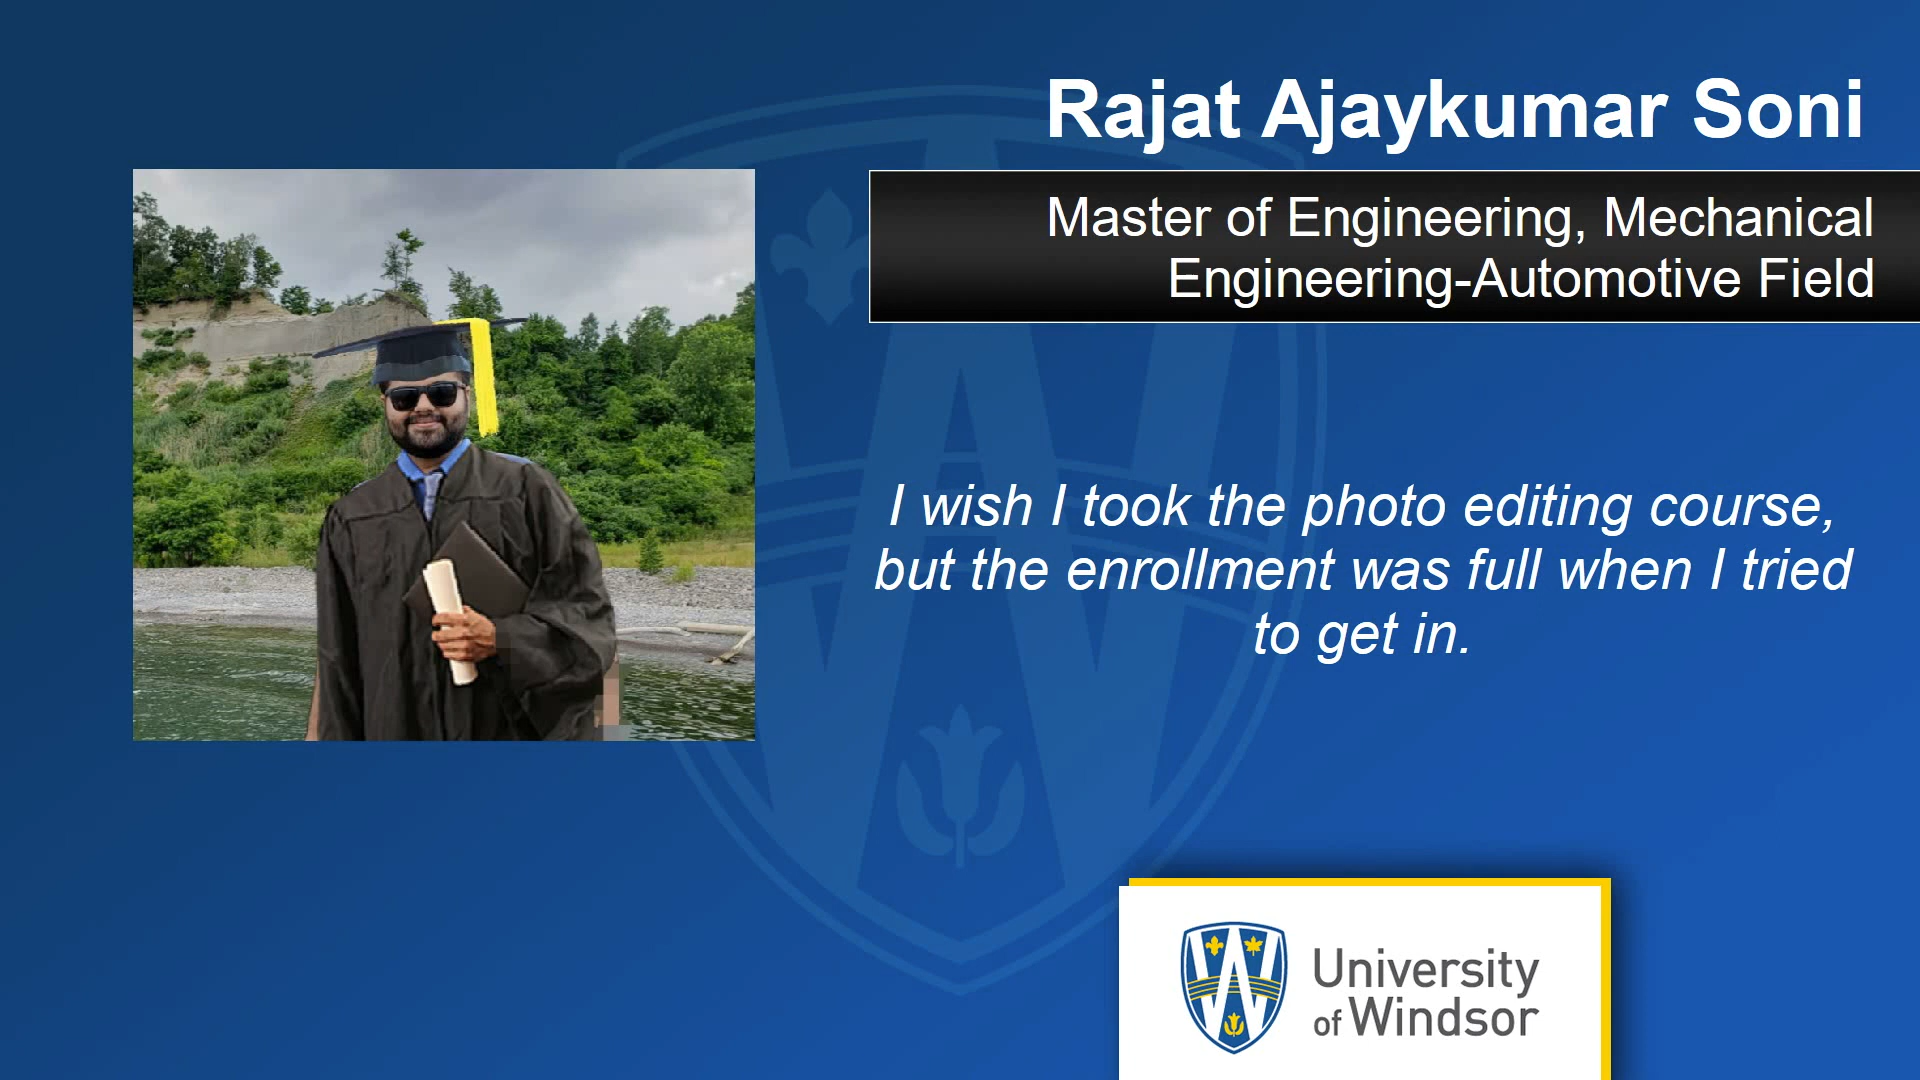 Rajat Ajaykumar Soni
Master of Engineering, Mechanical
Engineering-Automotive Field
I wish I took the photo editing course,
but the enrollment was full when I tried
to get in.
University
of Windsor